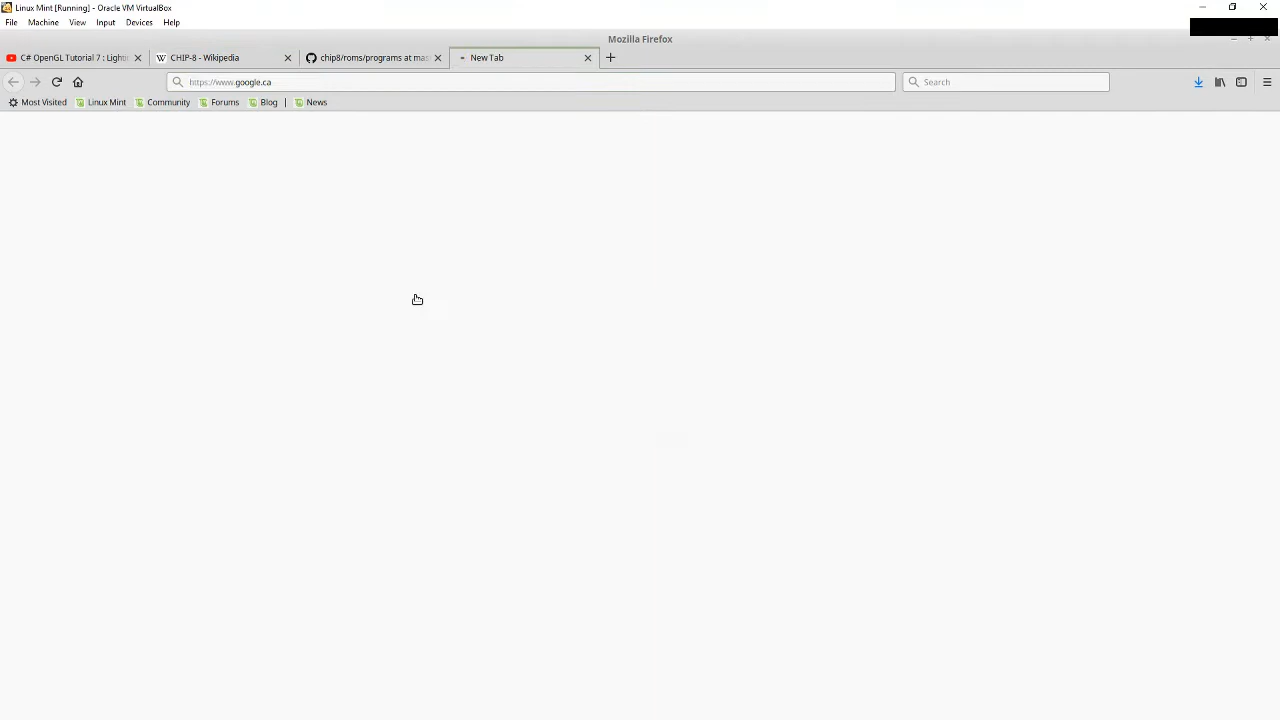 Linux Mint [Running] - Oracle VM VirtualBox
File Machine View Input Devices Help
Mozilla Firefox
C# OpenGL Tutorial 7 : Light
CHIP-8 - Wikipedia
chip8/roms/programs at mas
New Tab
https://www.google.ca
Search
Most Visited Linux Mint Community Forums Blog | News